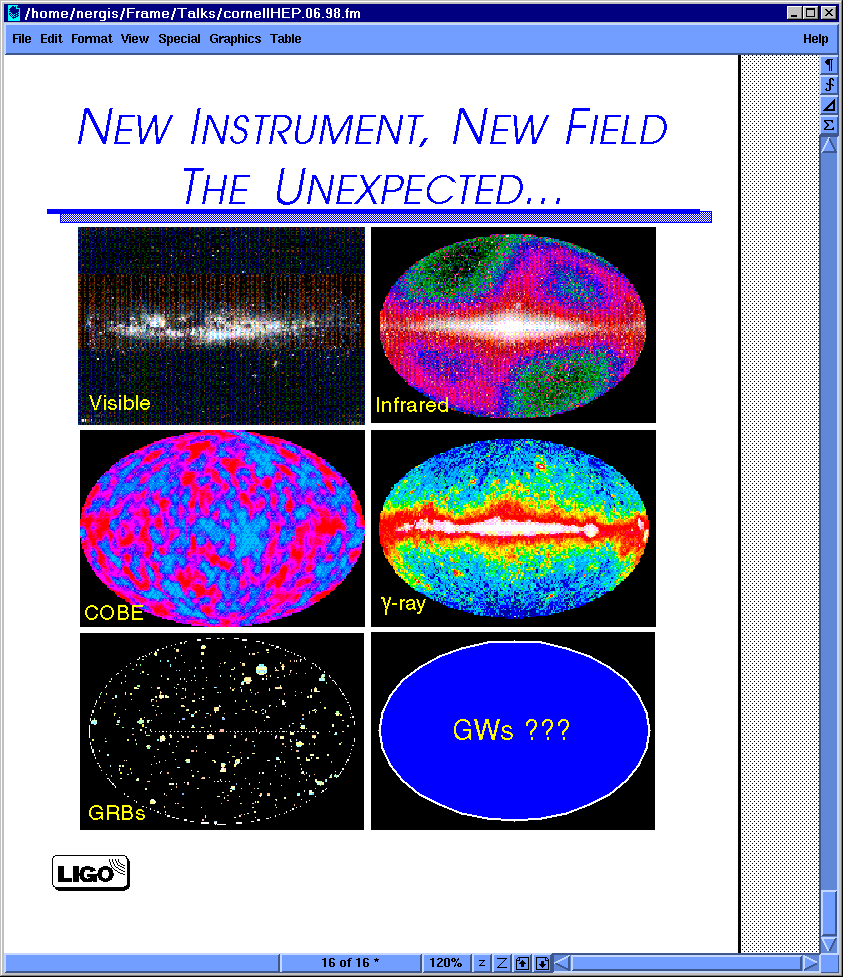 /home/nergis/Frame/Talks/cornellHEP.06.98.fm
File Edit Format View Special Graphics Table Help
¶
∮
Σ
NEW INSTRUMENT, NEW FIELD
THE UNEXPECTED...
Visible
Infrared
COBE
γ-ray
GRBs
GWs ???
LIGO
16 of 16 * 120% z Z